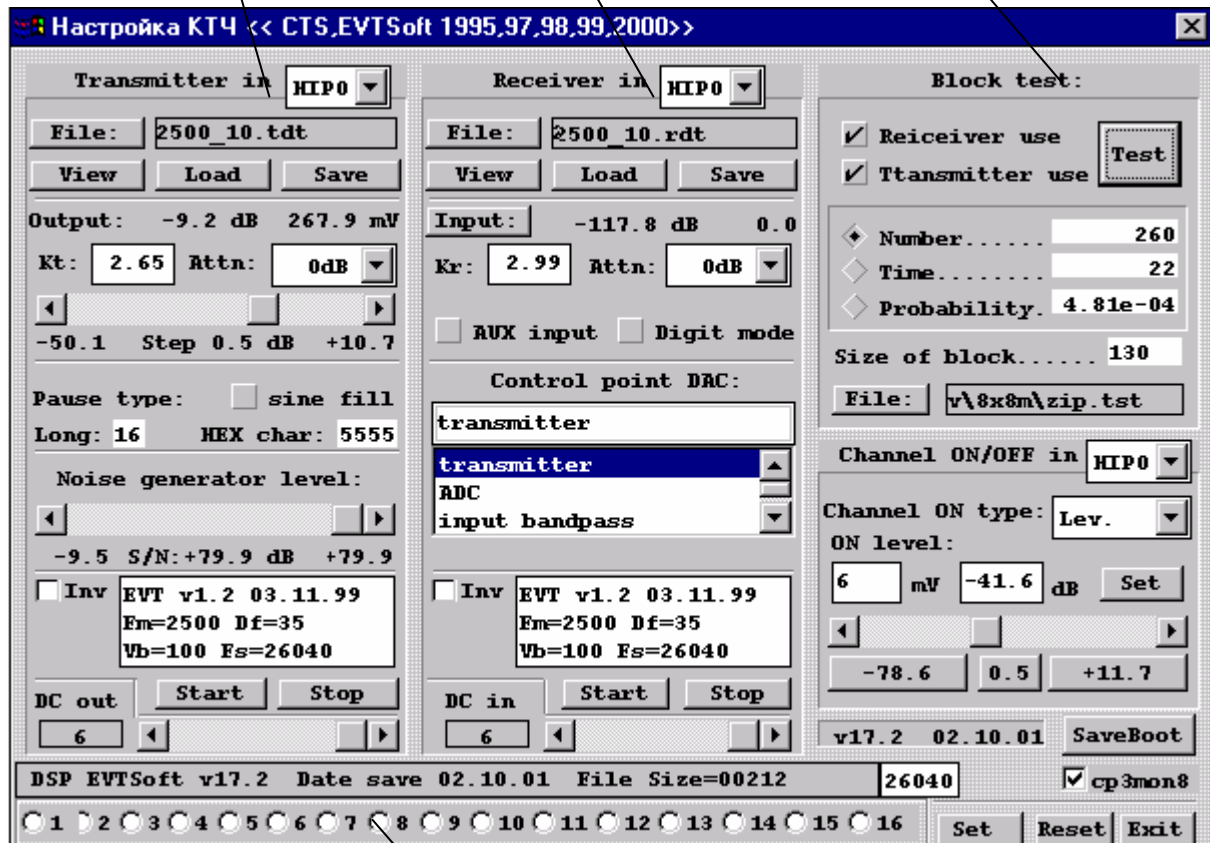 Настройка КТЧ << CTS,EVTSoft 1995,97,98,99,2000>>
Transmitter in HIP0
File: 2500_10.tdt
View Load Save
Output: -9.2 dB 267.9 mV
Kt: 2.65 Attn: 0dB
-50.1 Step 0.5 dB +10.7
Pause type: sine fill
Long: 16 HEX char: 5555
Noise generator level:
-9.5 S/N:+79.9 dB +79.9
Inv
EVT v1.2 03.11.99
Fm=2500 Df=35
Vb=100 Fs=26040
DC out Start Stop
6
Receiver in HIP0
File: 2500_10.rdt
View Load Save
Input: -117.8 dB 0.0
Kr: 2.99 Attn: 0dB
AUX input Digit mode
Control point DAC:
transmitter
transmitter
ADC
input bandpass
Inv
EVT v1.2 03.11.99
Fm=2500 Df=35
Vb=100 Fs=26040
DC in Start Stop
6
Block test:
Reiceiver use
Ttansmitter use
Test
Number...... 260
Time........ 22
Probability. 4.81e-04
Size of block...... 130
File: v\8x8m\zip.tst
Channel ON/OFF in HIP0
Channel ON type: Lev.
ON level:
6 mV -41.6 dB Set
-78.6 0.5 +11.7
v17.2 02.10.01 SaveBoot
DSP EVTSoft v17.2 Date save 02.10.01 File Size=00212 26040 cp3mon8
1 2 3 4 5 6 7 8 9 10 11 12 13 14 15 16 Set Reset Exit